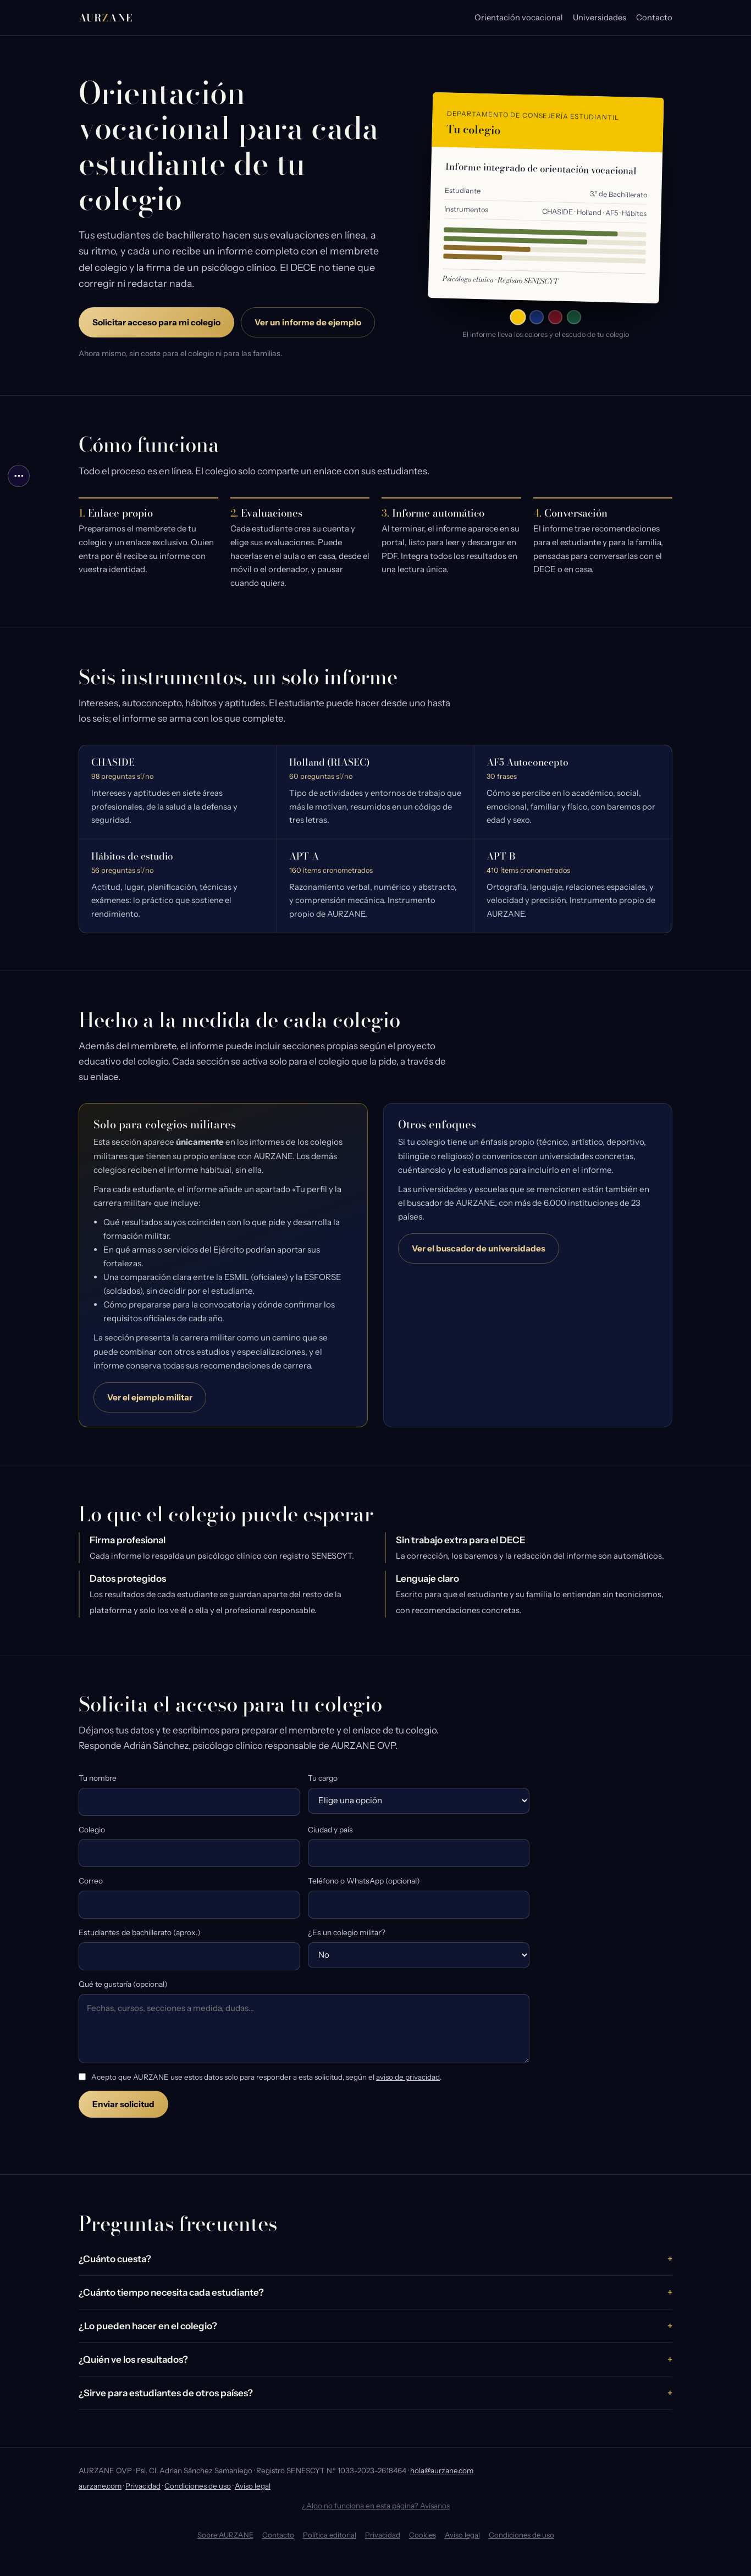 AURZANE
Orientación vocacional
Universidades
Contacto
Orientación
vocacional para cada
estudiante de tu
colegio
Tus estudiantes de bachillerato hacen sus evaluaciones en línea, a
su ritmo, y cada uno recibe un informe completo con el membrete
del colegio y la firma de un psicólogo clínico. El DECE no tiene que
corregir ni redactar nada.
Solicitar acceso para mi colegio
Ver un informe de ejemplo
Ahora mismo, sin coste para el colegio ni para las familias.
DEPARTAMENTO DE CONSEJERÍA ESTUDIANTIL
Tu colegio
Informe integrado de orientación vocacional
Estudiante
3.º de Bachillerato
Instrumentos
CHASIDE · Holland · AF5 · Hábitos
Psicólogo clínico · Registro SENESCYT
El informe lleva los colores y el escudo de tu colegio
Cómo funciona
Todo el proceso es en línea. El colegio solo comparte un enlace con sus estudiantes.
1. Enlace propio
Preparamos el membrete de tu
colegio y un enlace exclusivo. Quien
entra por él recibe su informe con
vuestra identidad.
2. Evaluaciones
Cada estudiante crea su cuenta y
elige sus evaluaciones. Puede
hacerlas en el aula o en casa, desde el
móvil o el ordenador, y pausar
cuando quiera.
3. Informe automático
Al terminar, el informe aparece en su
portal, listo para leer y descargar en
PDF. Integra todos los resultados en
una lectura única.
4. Conversación
El informe trae recomendaciones
para el estudiante y para la familia,
pensadas para conversarlas con el
DECE o en casa.
Seis instrumentos, un solo informe
Intereses, autoconcepto, hábitos y aptitudes. El estudiante puede hacer desde uno hasta
los seis; el informe se arma con los que complete.
CHASIDE
98 preguntas sí/no
Intereses y aptitudes en siete áreas
profesionales, de la salud a la defensa y
seguridad.
Holland (RIASEC)
60 preguntas sí/no
Tipo de actividades y entornos de trabajo que
más le motivan, resumidos en un código de
tres letras.
AF5 Autoconcepto
30 frases
Cómo se percibe en lo académico, social,
emocional, familiar y físico, con baremos por
edad y sexo.
Hábitos de estudio
56 preguntas sí/no
Actitud, lugar, planificación, técnicas y
exámenes: lo práctico que sostiene el
rendimiento.
APT-A
160 ítems cronometrados
Razonamiento verbal, numérico y abstracto,
y comprensión mecánica. Instrumento
propio de AURZANE.
APT-B
410 ítems cronometrados
Ortografía, lenguaje, relaciones espaciales, y
velocidad y precisión. Instrumento propio de
AURZANE.
Hecho a la medida de cada colegio
Además del membrete, el informe puede incluir secciones propias según el proyecto
educativo del colegio. Cada sección se activa solo para el colegio que la pide, a través de
su enlace.
Solo para colegios militares
Esta sección aparece únicamente en los informes de los colegios
militares que tienen su propio enlace con AURZANE. Los demás
colegios reciben el informe habitual, sin ella.
Para cada estudiante, el informe añade un apartado «Tu perfil y la
carrera militar» que incluye:
• Qué resultados suyos coinciden con lo que pide y desarrolla la
formación militar.
• En qué armas o servicios del Ejército podrían aportar sus
fortalezas.
• Una comparación clara entre la ESMIL (oficiales) y la ESFORSE
(soldados), sin decidir por el estudiante.
• Cómo prepararse para la convocatoria y dónde confirmar los
requisitos oficiales de cada año.
La sección presenta la carrera militar como un camino que se
puede combinar con otros estudios y especializaciones, y el
informe conserva todas sus recomendaciones de carrera.
Ver el ejemplo militar
Otros enfoques
Si tu colegio tiene un énfasis propio (técnico, artístico, deportivo,
bilingüe o religioso) o convenios con universidades concretas,
cuéntanoslo y lo estudiamos para incluirlo en el informe.
Las universidades y escuelas que se mencionen están también en
el buscador de AURZANE, con más de 6.000 instituciones de 23
países.
Ver el buscador de universidades
Lo que el colegio puede esperar
Firma profesional
Cada informe lo respalda un psicólogo clínico con registro SENESCYT.
Sin trabajo extra para el DECE
La corrección, los baremos y la redacción del informe son automáticos.
Datos protegidos
Los resultados de cada estudiante se guardan aparte del resto de la
plataforma y solo los ve él o ella y el profesional responsable.
Lenguaje claro
Escrito para que el estudiante y su familia lo entiendan sin tecnicismos,
con recomendaciones concretas.
Solicita el acceso para tu colegio
Déjanos tus datos y te escribimos para preparar el membrete y el enlace de tu colegio.
Responde Adrián Sánchez, psicólogo clínico responsable de AURZANE OVP.
Tu nombre
Tu cargo
Elige una opción
Colegio
Ciudad y país
Correo
Teléfono o WhatsApp (opcional)
Estudiantes de bachillerato (aprox.)
¿Es un colegio militar?
No
Qué te gustaría (opcional)
Fechas, cursos, secciones a medida, dudas...
Acepto que AURZANE use estos datos solo para responder a esta solicitud, según el aviso de privacidad.
Enviar solicitud
Preguntas frecuentes
¿Cuánto cuesta? +
¿Cuánto tiempo necesita cada estudiante? +
¿Lo pueden hacer en el colegio? +
¿Quién ve los resultados? +
¿Sirve para estudiantes de otros países? +
AURZANE OVP · Psi. Cl. Adrian Sánchez Samaniego · Registro SENESCYT N.º 1033-2023-2618464 · hola@aurzane.com
aurzane.com · Privacidad · Condiciones de uso · Aviso legal
¿Algo no funciona en esta página? Avísanos
Sobre AURZANE Contacto Política editorial Privacidad Cookies Aviso legal Condiciones de uso